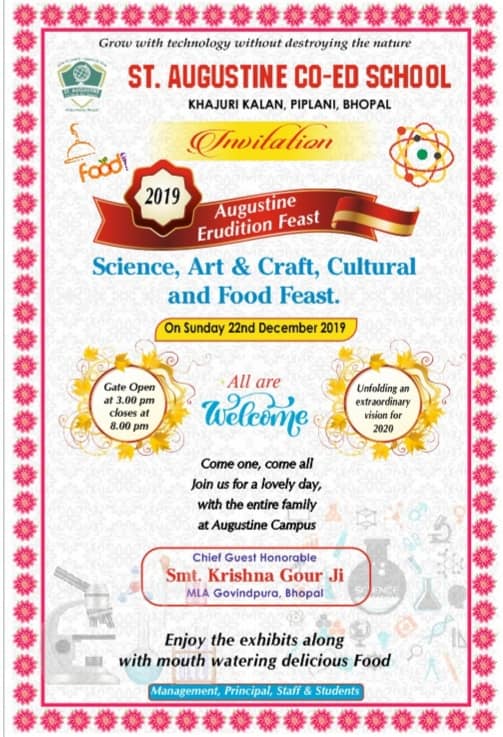 Grow with technology without destroying the nature
ST. AUGUSTINE
ST. AUGUSTINE CO-ED SCHOOL
KHAJURI KALAN, PIPLANI, BHOPAL
Invitation
food
2019
Augustine
Erudition Feast
Science, Art & Craft, Cultural
and Food Feast.
On Sunday 22nd December 2019
Gate Open
at 3.00 pm
closes at
8.00 pm
All are
Welcome
Unfolding an
extraordinary
vision for
2020
Come one, come all
Join us for a lovely day,
with the entire family
at Augustine Campus
Chief Guest Honorable
Smt. Krishna Gour Ji
MLA Govindpura, Bhopal
SCIENCE
Enjoy the exhibits along
with mouth watering delicious Food
Management, Principal, Staff & Students